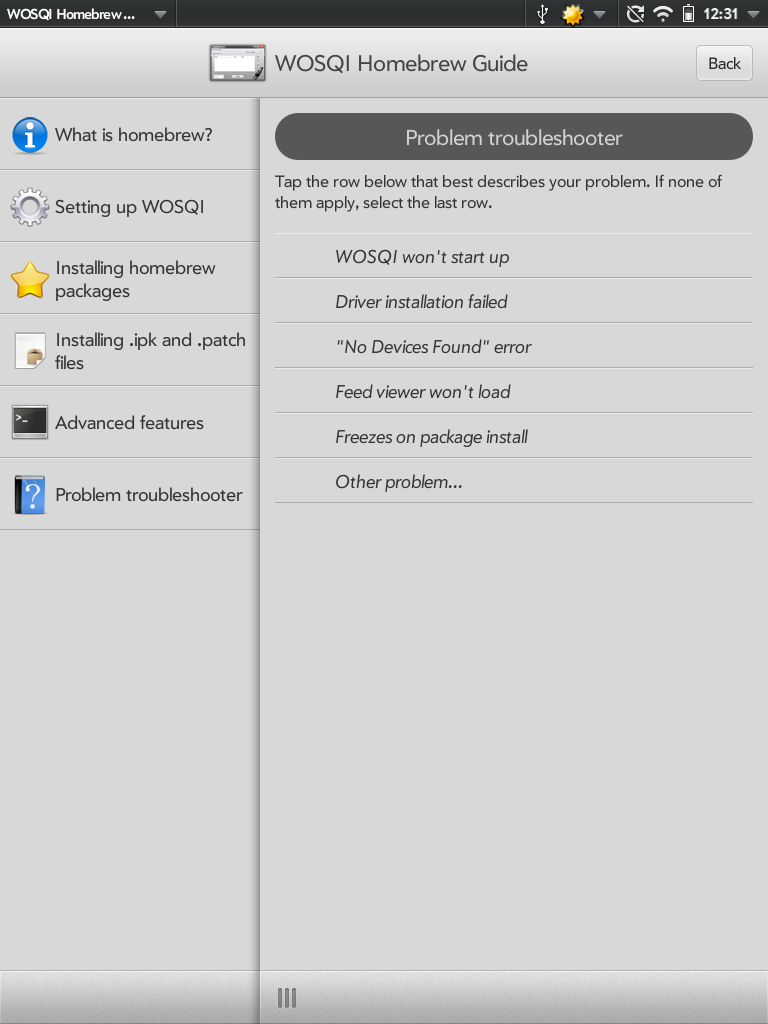 WOSQI Homebrew ...
12:31
WOSQI Homebrew Guide
Back
What is homebrew?
Setting up WOSQI
Installing homebrew
packages
Installing .ipk and .patch
files
Advanced features
Problem troubleshooter
Problem troubleshooter
Tap the row below that best describes your problem. If none of
them apply, select the last row.
WOSQI won't start up
Driver installation failed
"No Devices Found" error
Feed viewer won't load
Freezes on package install
Other problem...